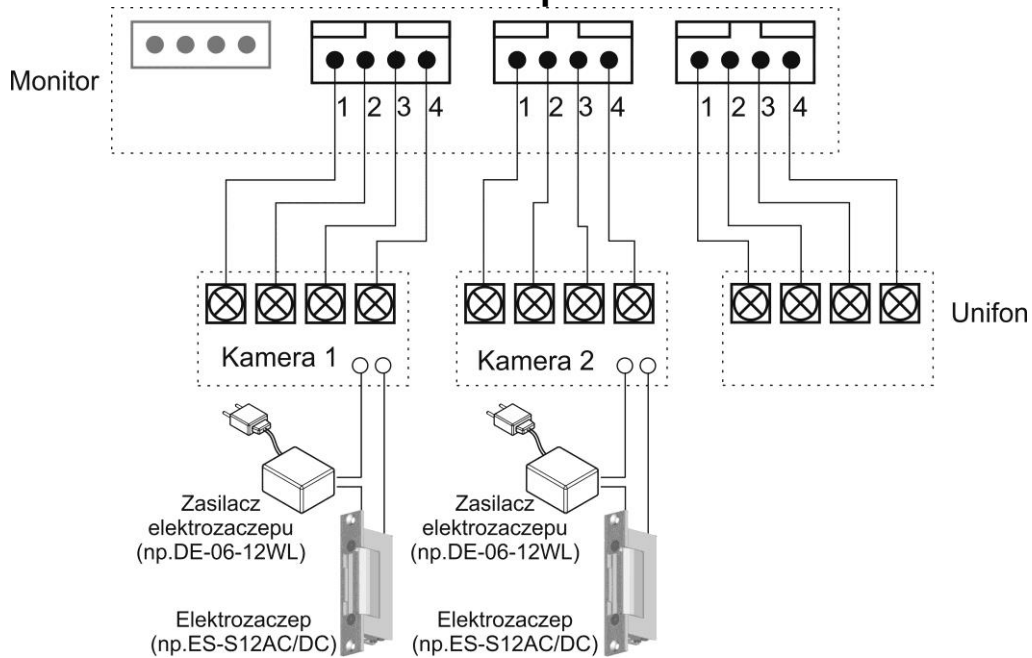 Monitor
1 2 3 4
1 2 3 4
1 2 3 4
Kamera 1
Kamera 2
Unifon
Zasilacz
elektrozaczepu
(np.DE-06-12WL)
Zasilacz
elektrozaczepu
(np.DE-06-12WL)
Elektrozaczep
(np.ES-S12AC/DC)
Elektrozaczep
(np.ES-S12AC/DC)